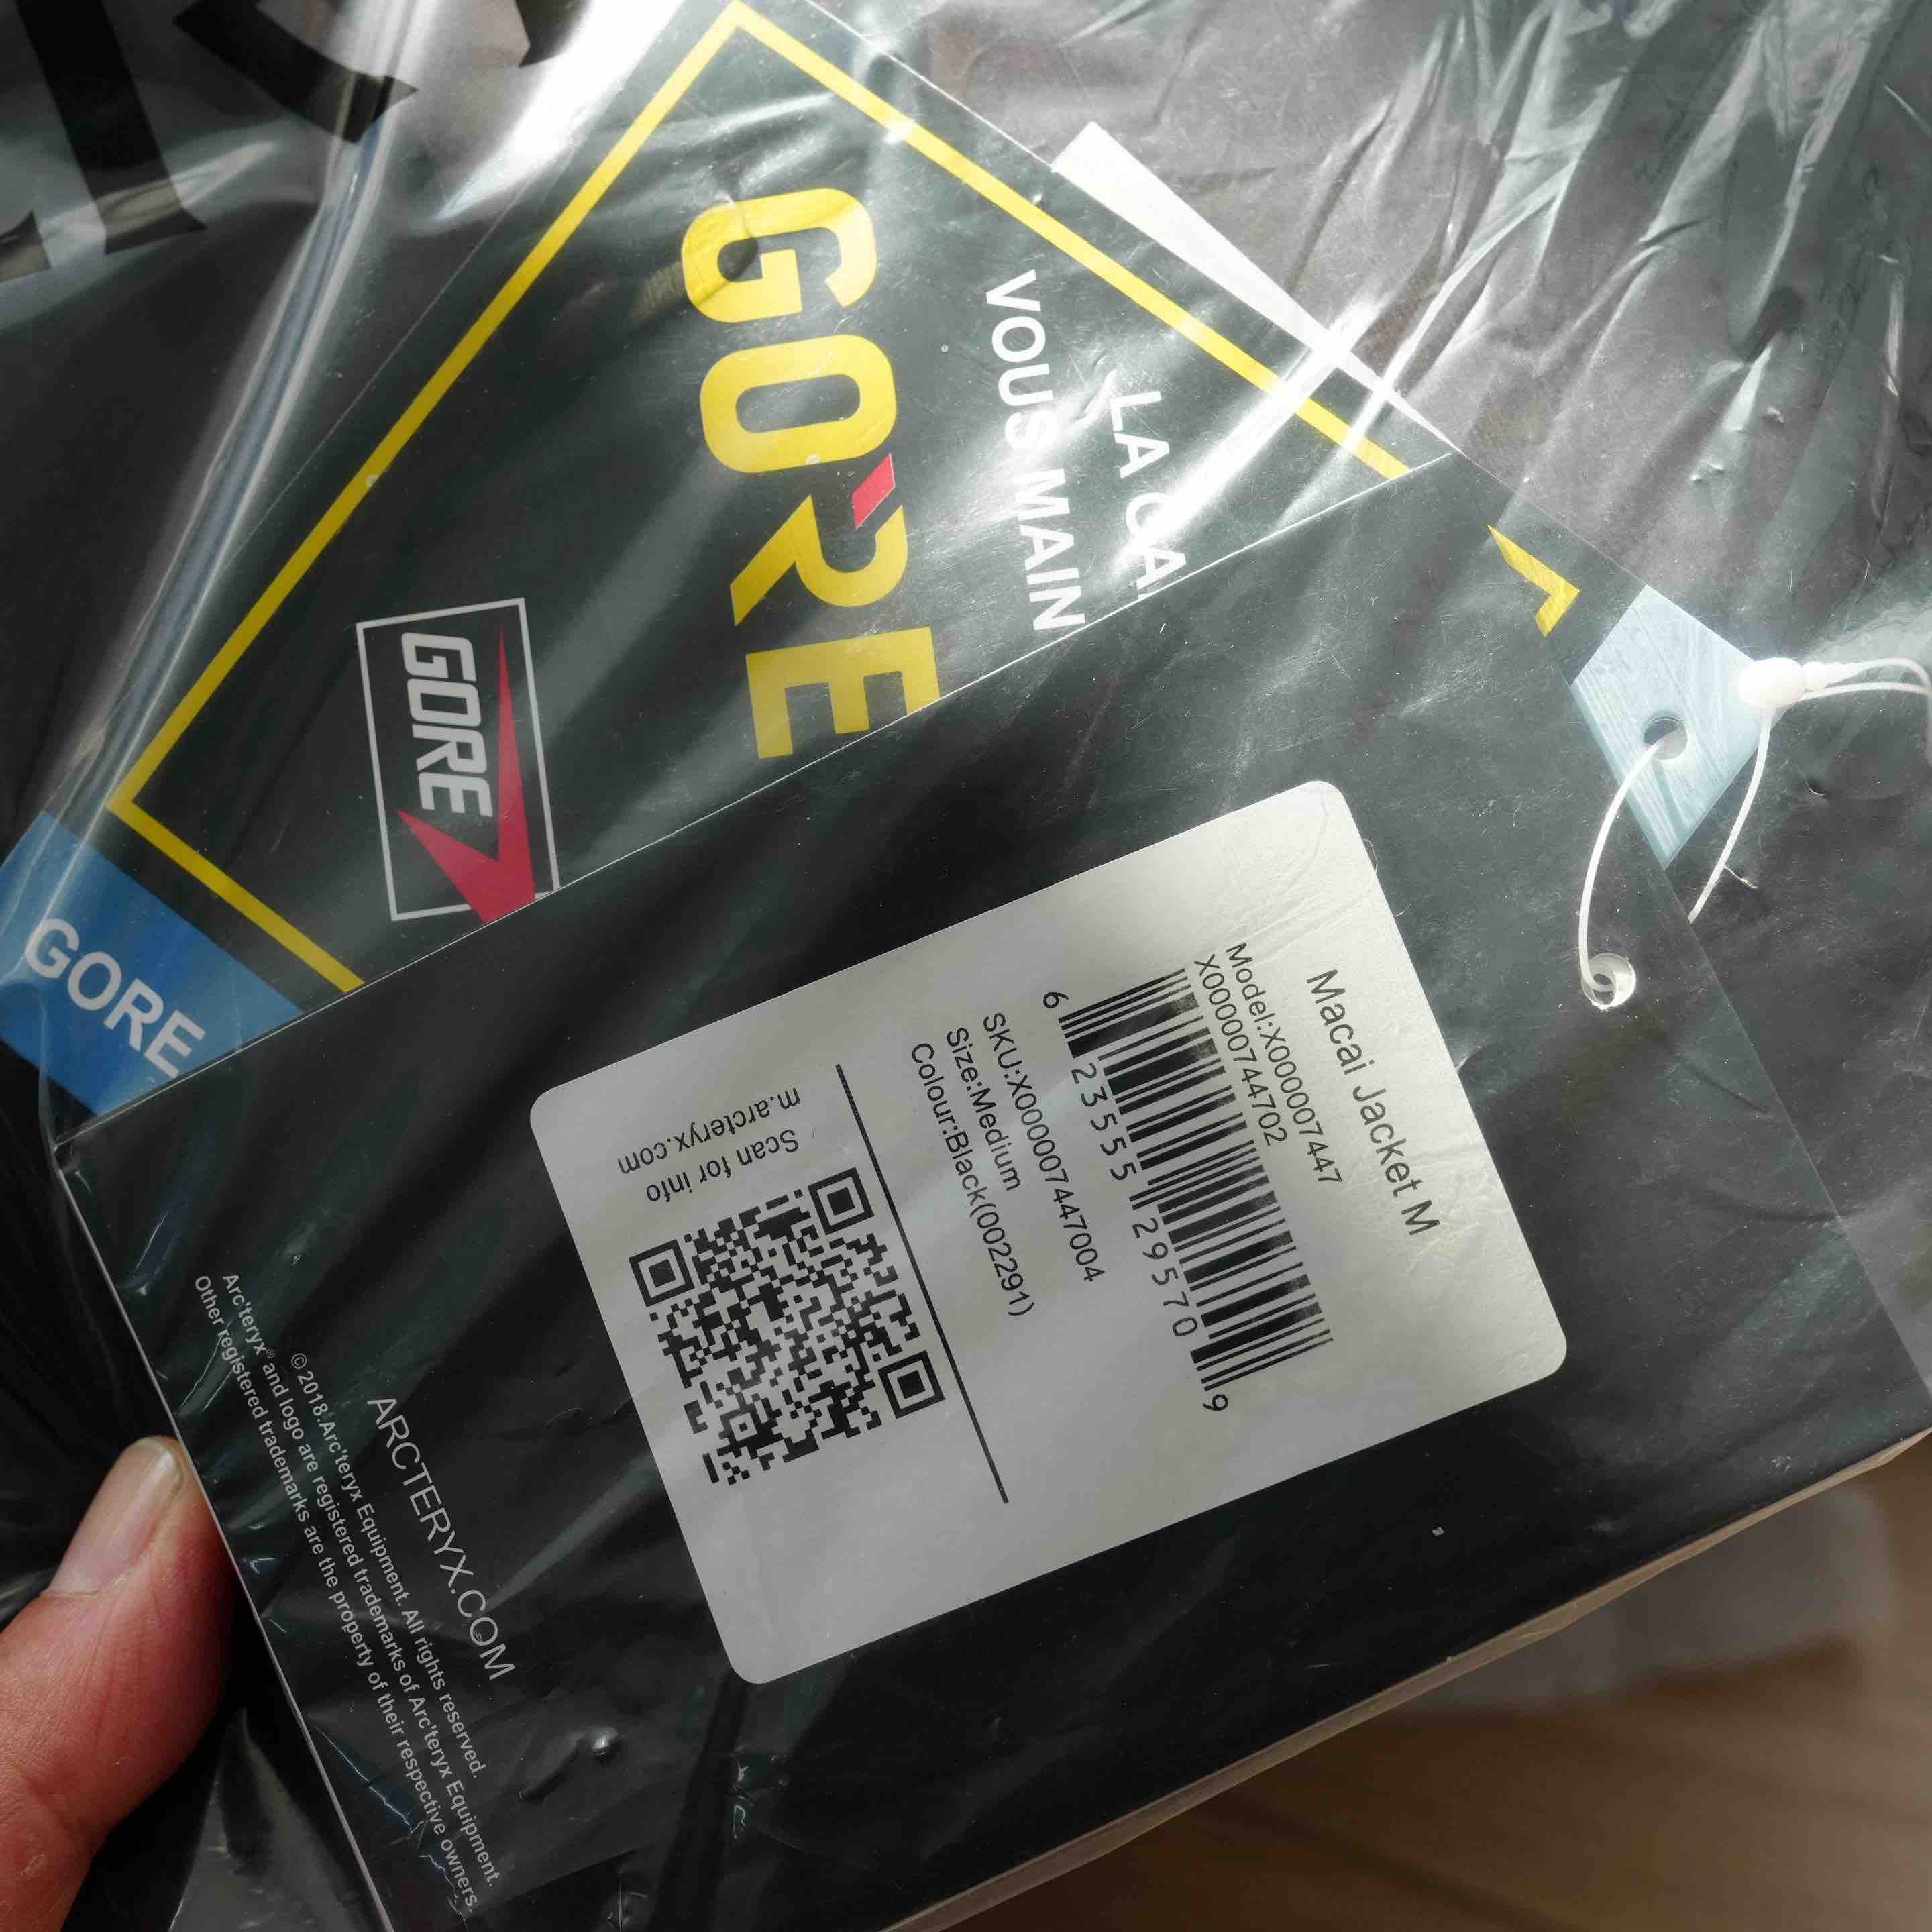 GORE
LA GA
VOUS MAIN
GORE
GORE
Macai Jacket M
Model:X000007447
X00000744702
6 23555 29570 9
SKU:X000007447004
Size:Medium
Colour:Black(002291)
Scan for info
m.arcteryx.com
ARCTERYX.COM
©2018 Arc'teryx Equipment. All rights reserved.
Arc'teryx® and logo are registered trademarks of Arc'teryx Equipment.
Other registered trademarks are the property of their respective owners.